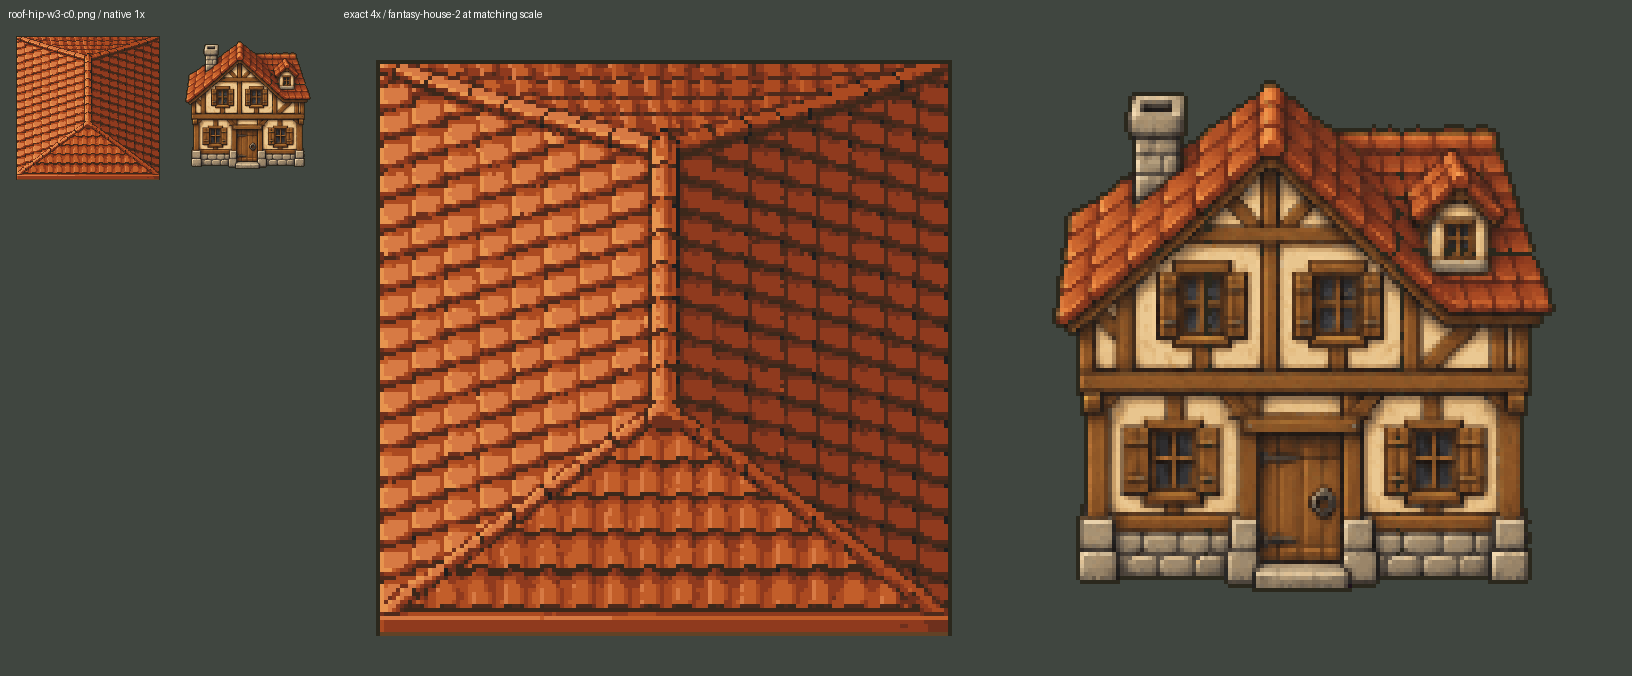 roof-hip-w3-c0.png / native 1x
exact 4x / fantasy-house-2 at matching scale